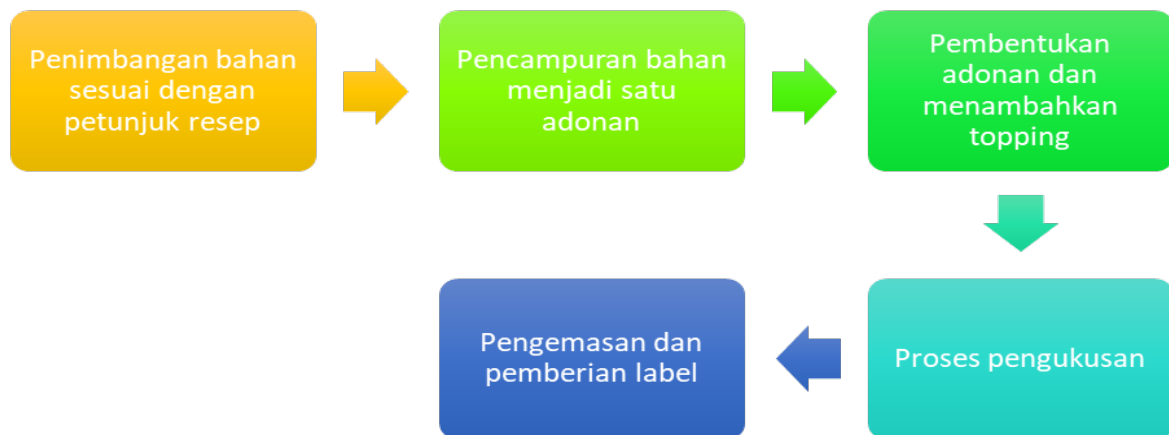 Penimbangan bahan
sesuai dengan
petunjuk resep
Pencampuran bahan
menjadi satu
adonan
Pembentukan
adonan dan
menambahkan
topping
Proses pengukusan
Pengemasan dan
pemberian label